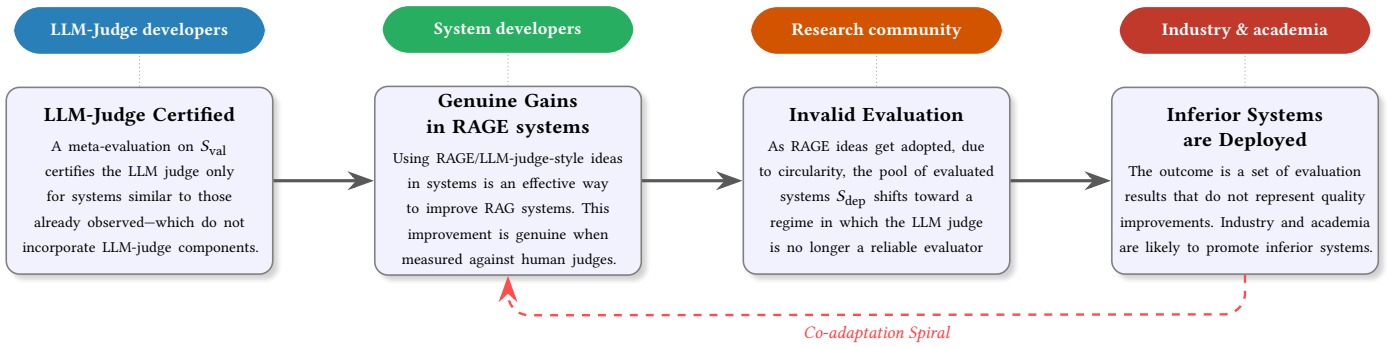 LLM-Judge developers
System developers
Research community
Industry & academia
LLM-Judge Certified
A meta-evaluation on S_val
certifies the LLM judge only
for systems similar to those
already observed—which do not
incorporate LLM-judge components.
Genuine Gains
in RAGE systems
Using RAGE/LLM-judge-style ideas
in systems is an effective way
to improve RAG systems. This
improvement is genuine when
measured against human judges.
Invalid Evaluation
As RAGE ideas get adopted, due
to circularity, the pool of evaluated
systems S_dep shifts toward a
regime in which the LLM judge
is no longer a reliable evaluator
Inferior Systems
are Deployed
The outcome is a set of evaluation
results that do not represent quality
improvements. Industry and academia
are likely to promote inferior systems.
Co-adaptation Spiral